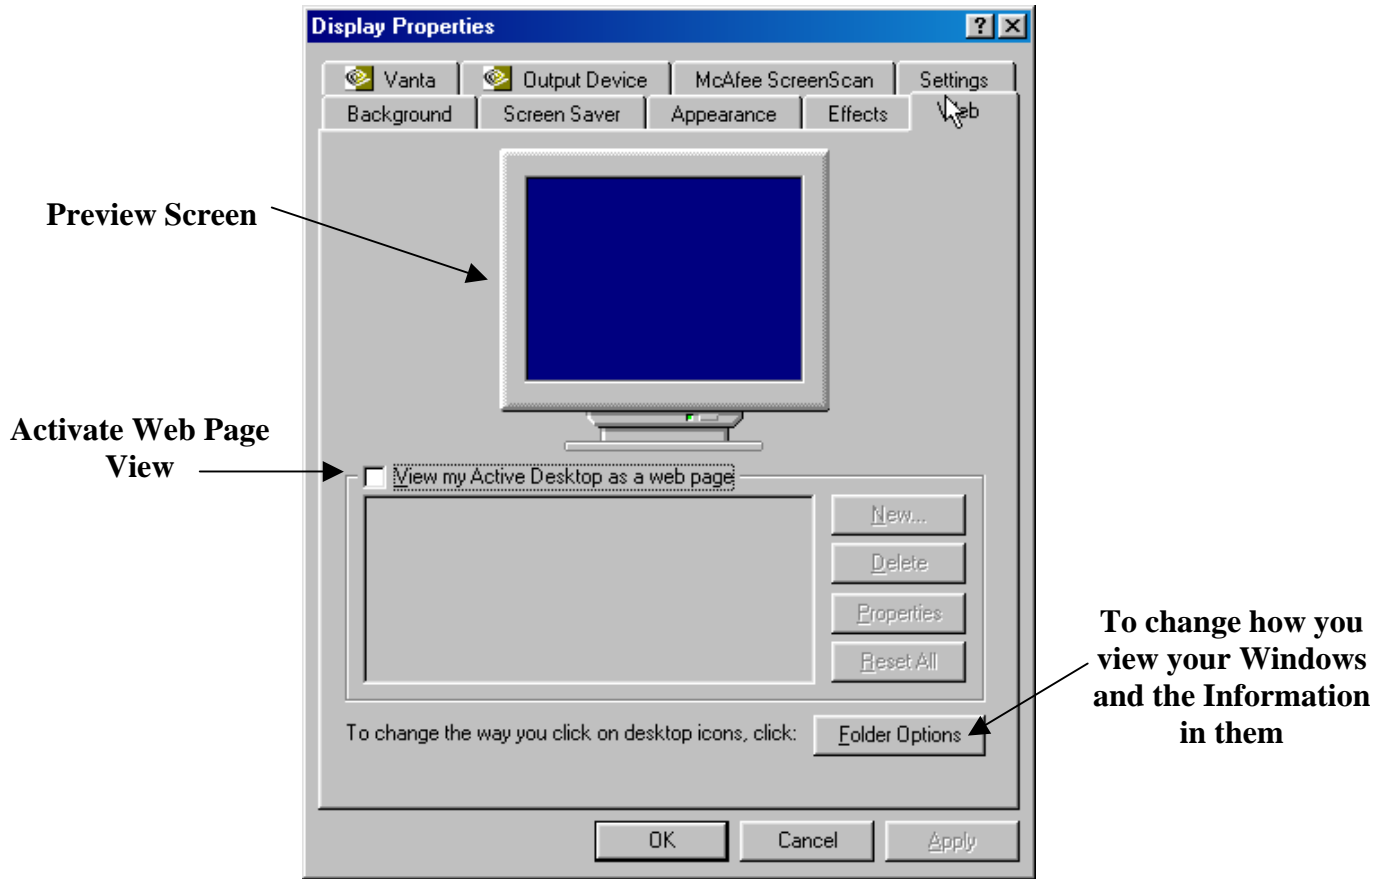 Display Properties
Vanta
Output Device
McAfee ScreenScan
Settings
Background
Screen Saver
Appearance
Effects
Web
Preview Screen
Activate Web Page
View
View my Active Desktop as a web page
New...
Delete
Properties
Reset All
To change how you
view your Windows
and the Information
in them
To change the way you click on desktop icons, click:
Folder Options
OK
Cancel
Apply